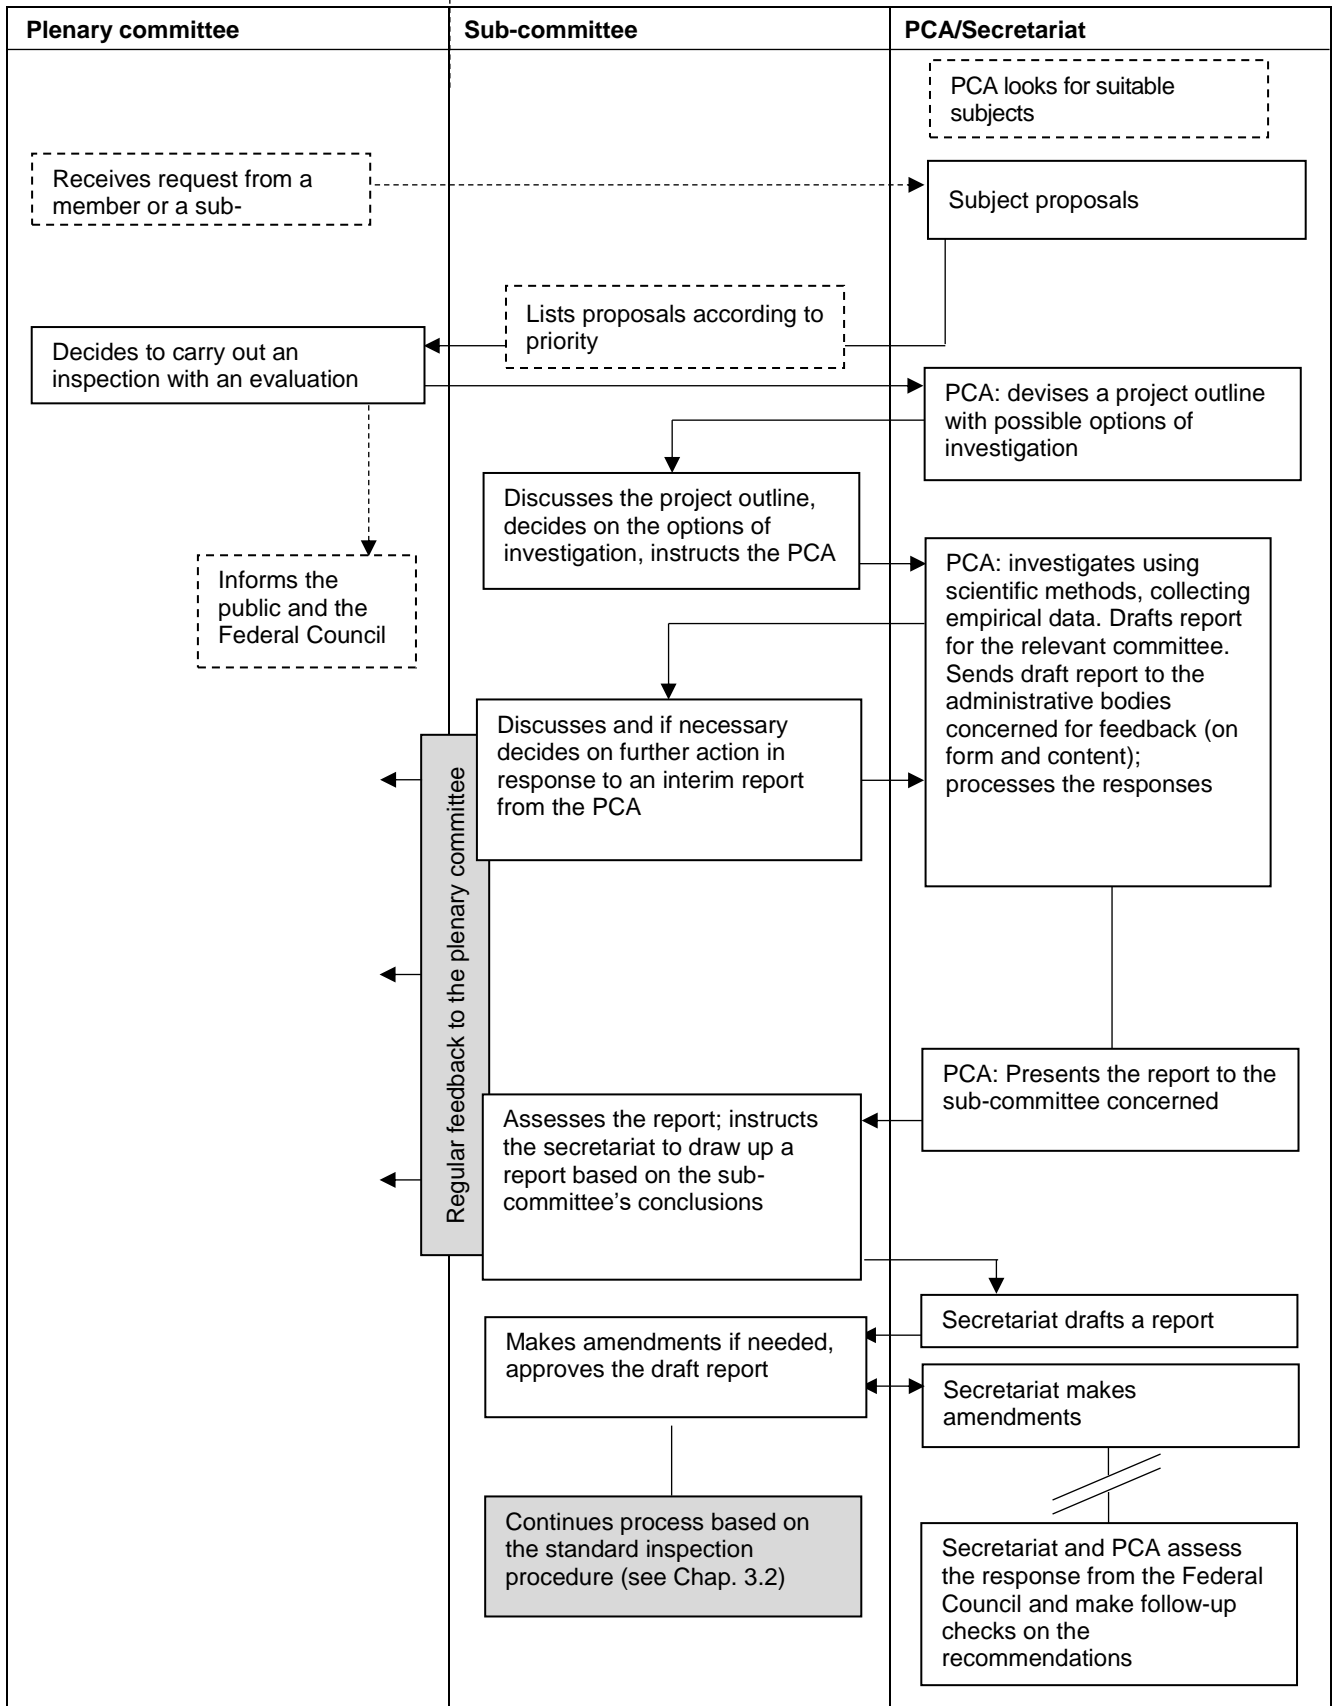 Plenary committee
Sub-committee
PCA/Secretariat
PCA looks for suitable
subjects
Receives request from a
member or a sub-
Subject proposals
Lists proposals according to
priority
Decides to carry out an
inspection with an evaluation
PCA: devises a project outline
with possible options of
investigation
Discusses the project outline,
decides on the options of
investigation, instructs the PCA
Informs the
public and the
Federal Council
PCA: investigates using
scientific methods, collecting
empirical data. Drafts report
for the relevant committee.
Sends draft report to the
administrative bodies
concerned for feedback (on
form and content);
processes the responses
Discusses and if necessary
decides on further action in
response to an interim report
from the PCA
Regular feedback to the plenary committee
PCA: Presents the report to the
sub-committee concerned
Assesses the report; instructs
the secretariat to draw up a
report based on the sub-
committee’s conclusions
Secretariat drafts a report
Makes amendments if needed,
approves the draft report
Secretariat makes
amendments
Continues process based on
the standard inspection
procedure (see Chap. 3.2)
Secretariat and PCA assess
the response from the Federal
Council and make follow-up
checks on the
recommendations